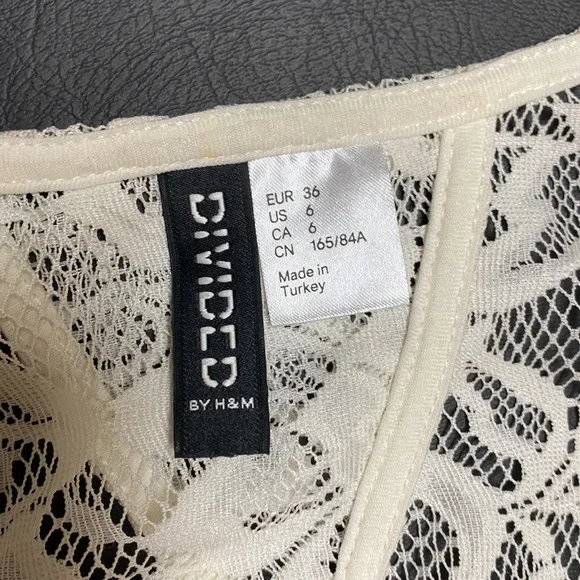 DIVIDED
BY H&M
EUR 36
US 6
CA 6
CN 165/84A
Made in
Turkey